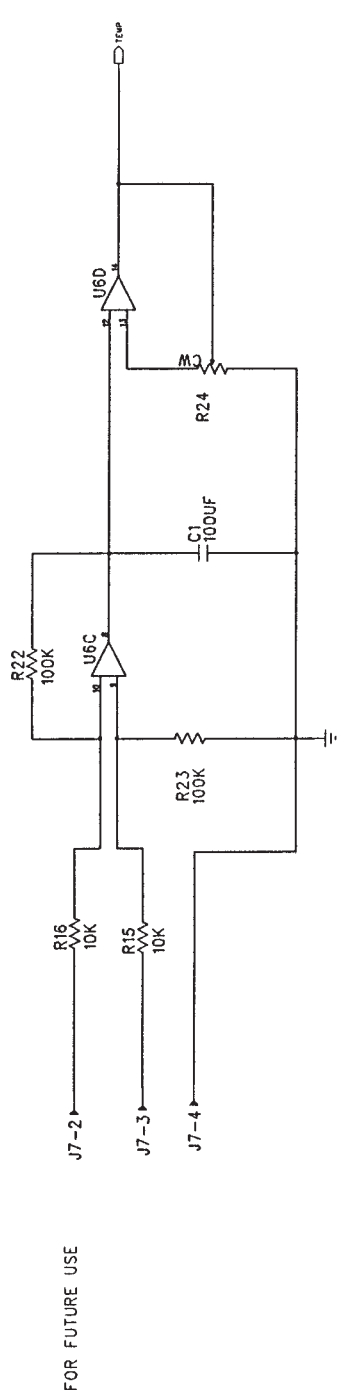 FOR FUTURE USE
J7-2
R16
10K
J7-3
R15
10K
J7-4
R22
100K
R23
100K
10
9
8
U6C
C1
100UF
12
13
14
U6D
CW
R24
TEMP